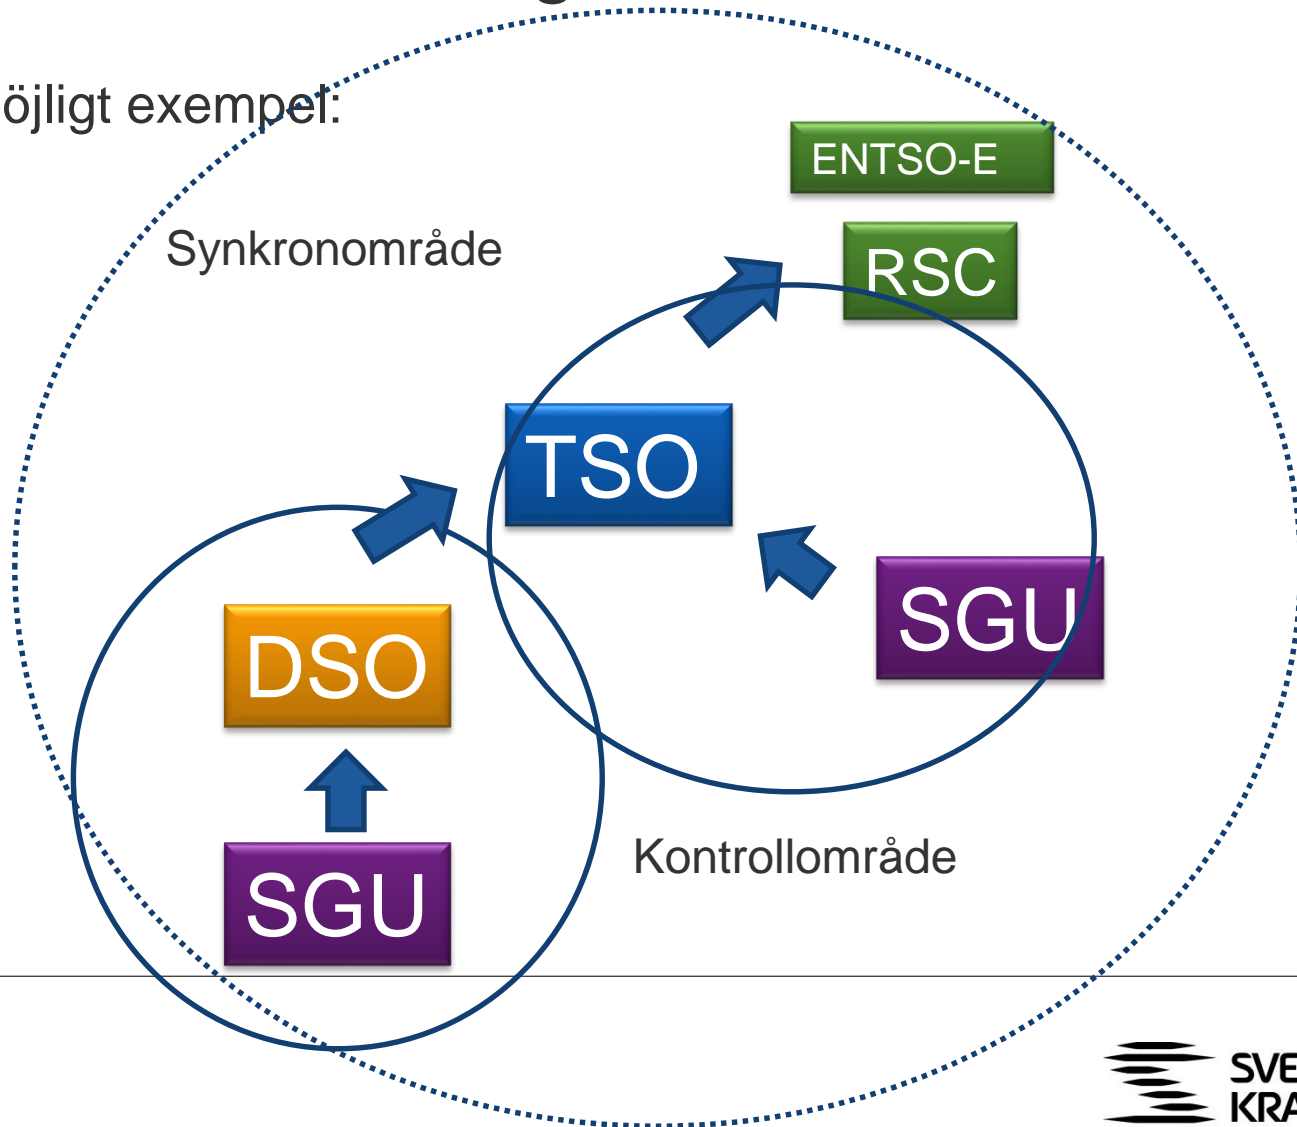 öjligt exempel:
ENTSO-E
Synkronområde
RSC
TSO
SGU
DSO
Kontrollområde
SGU
SVE
KRA